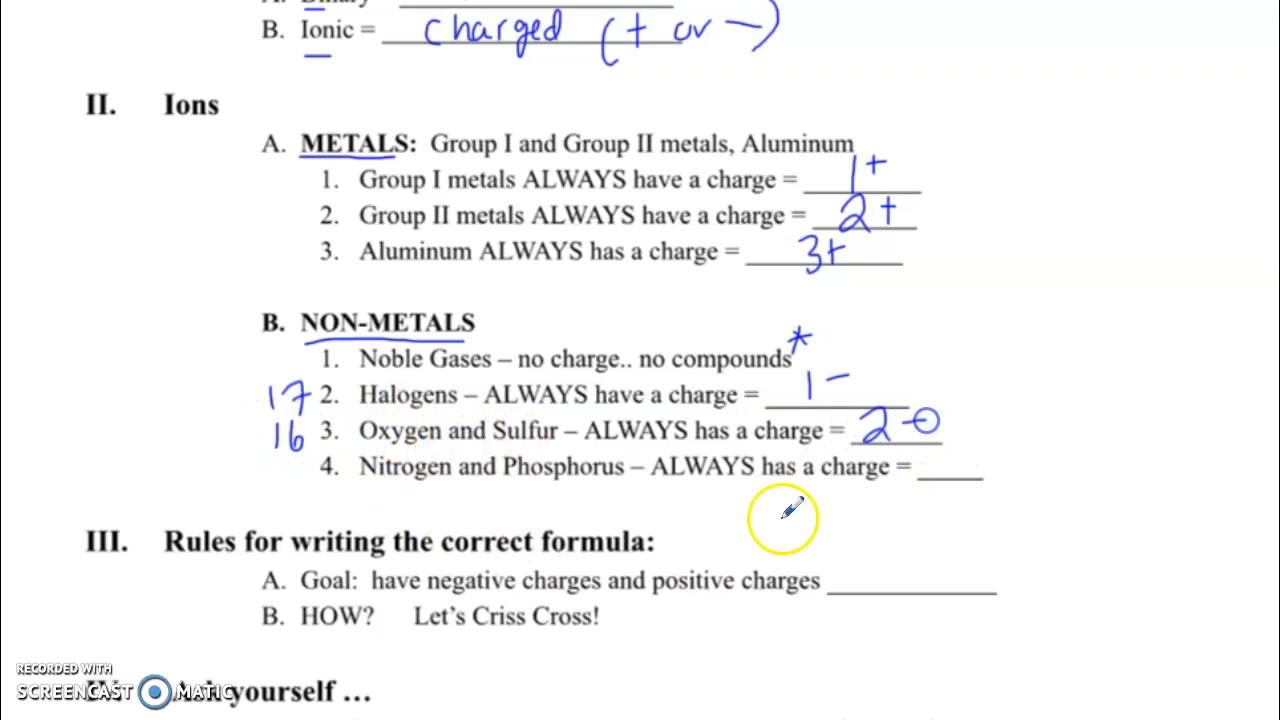 A. Binary
B. Ionic = charged (+ or −)
II. Ions
A. METALS: Group I and Group II metals, Aluminum
1. Group I metals ALWAYS have a charge = 1+
2. Group II metals ALWAYS have a charge = 2+
3. Aluminum ALWAYS has a charge = 3+
B. NON-METALS
1. Noble Gases – no charge.. no compounds*
17 2. Halogens – ALWAYS have a charge = 1−
16 3. Oxygen and Sulfur – ALWAYS has a charge = 2−
4. Nitrogen and Phosphorus – ALWAYS has a charge = ____
III. Rules for writing the correct formula:
A. Goal: have negative charges and positive charges ____
B. HOW? Let's Criss Cross!
RECORDED WITH
SCREENCAST MATIC
yourself …